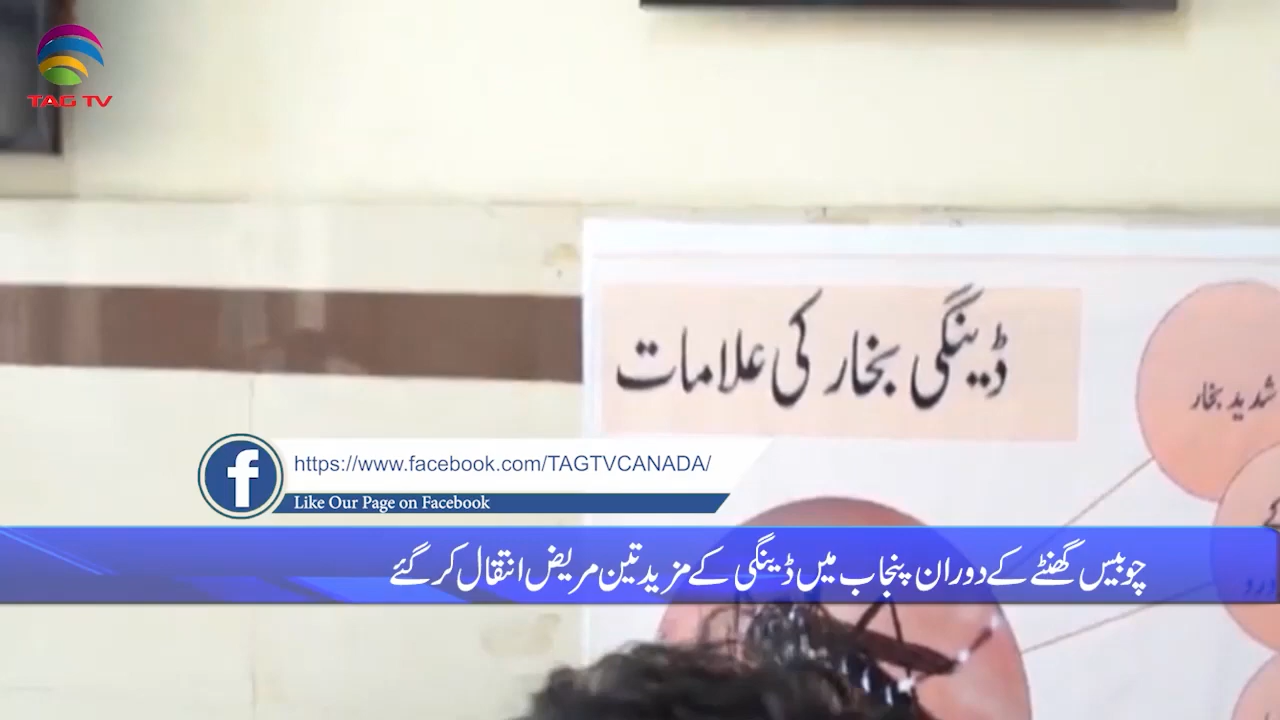 TAG TV
ڈینگی بخار کی علامات
شدید بخار
https://www.facebook.com/TAGTVCANADA/
Like Our Page on Facebook
چوبیس گھنٹے کے دوران پنجاب میں ڈینگی کے مزید تین مریض انتقال کر گئے